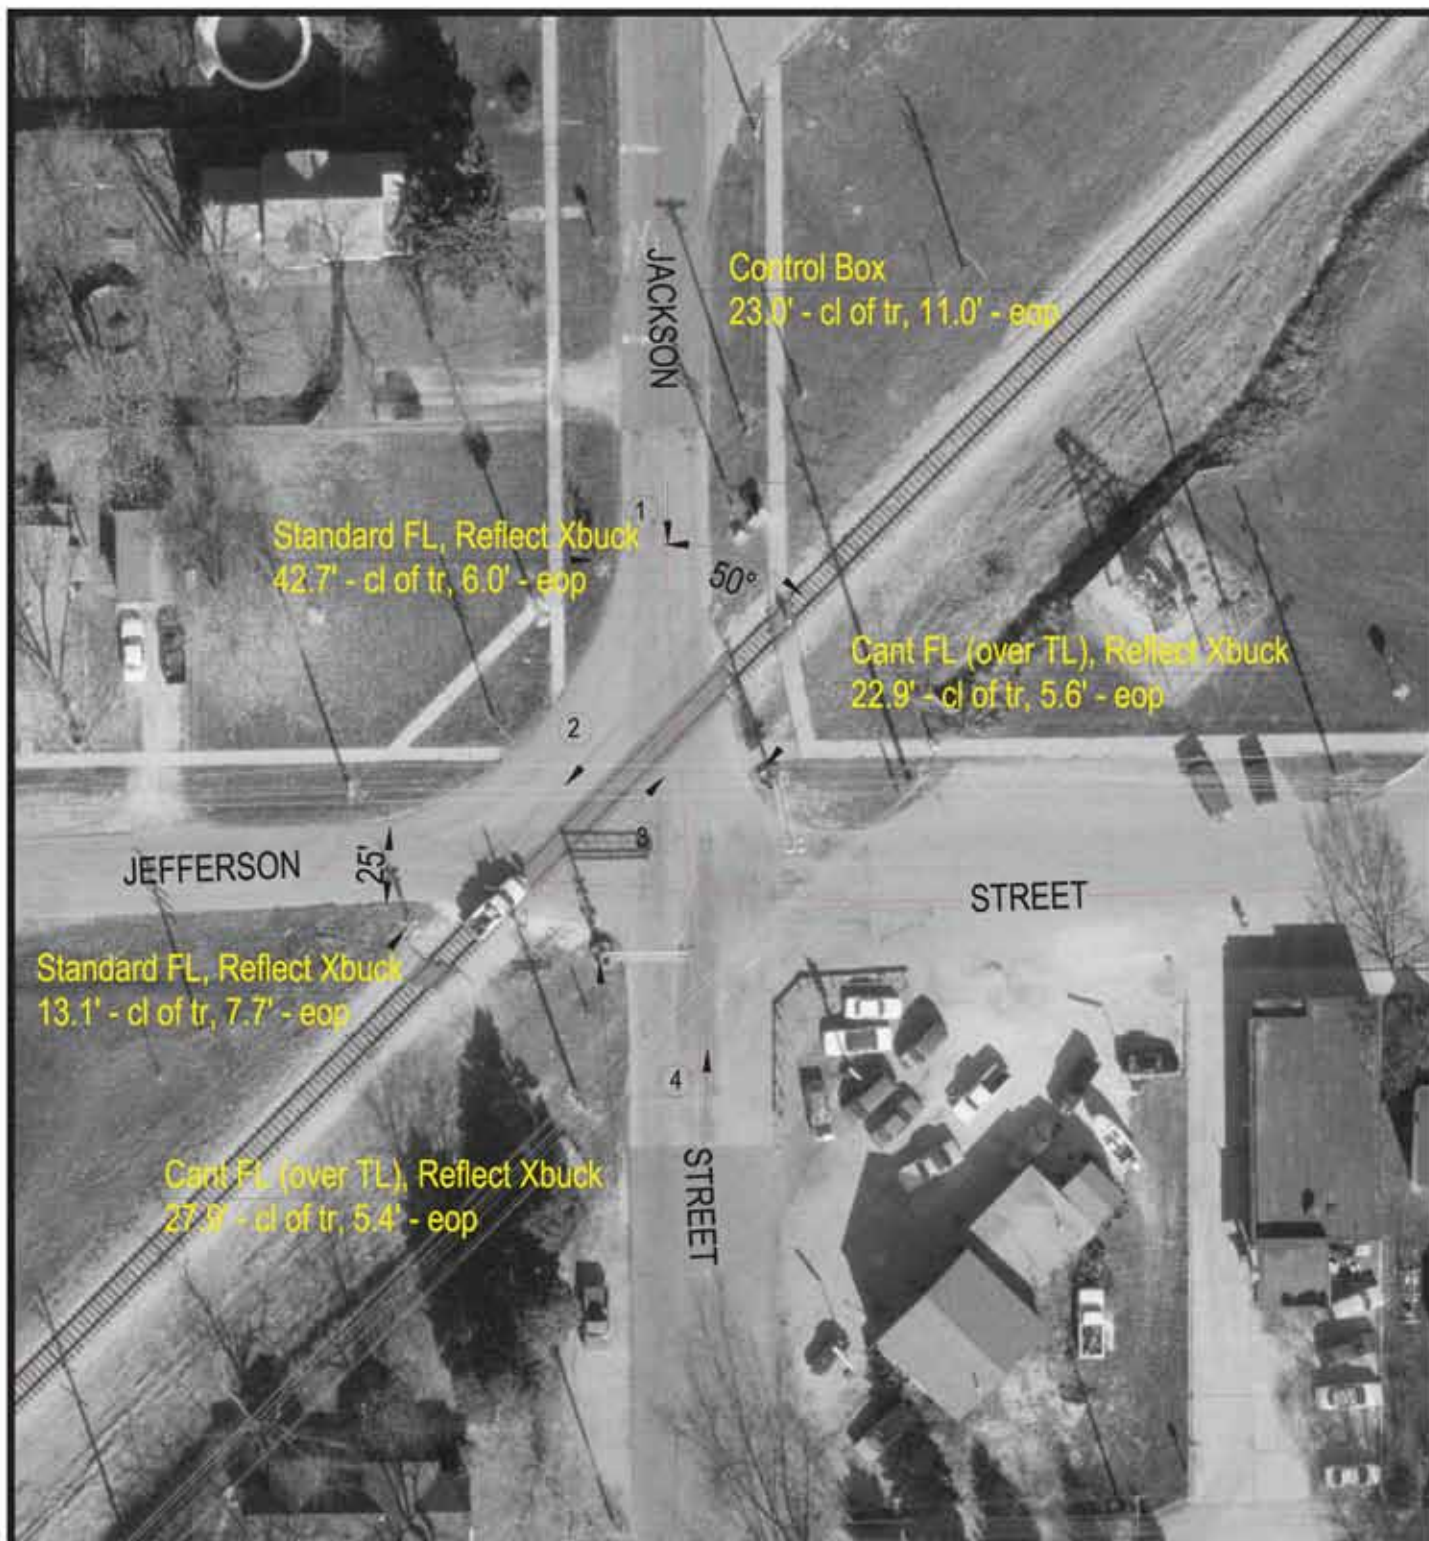 JACKSON
Control Box
23.0' - cl of tr, 11.0' - eop
1
Standard FL, Reflect Xbuck
42.7' - cl of tr, 6.0' - eop
50°
Cant FL (over TL), Reflect Xbuck
22.9' - cl of tr, 5.6' - eop
2
3
JEFFERSON
25'
STREET
Standard FL, Reflect Xbuck
13.1' - cl of tr, 7.7' - eop
4
Cant FL (over TL), Reflect Xbuck
27.9' - cl of tr, 5.4' - eop
STREET